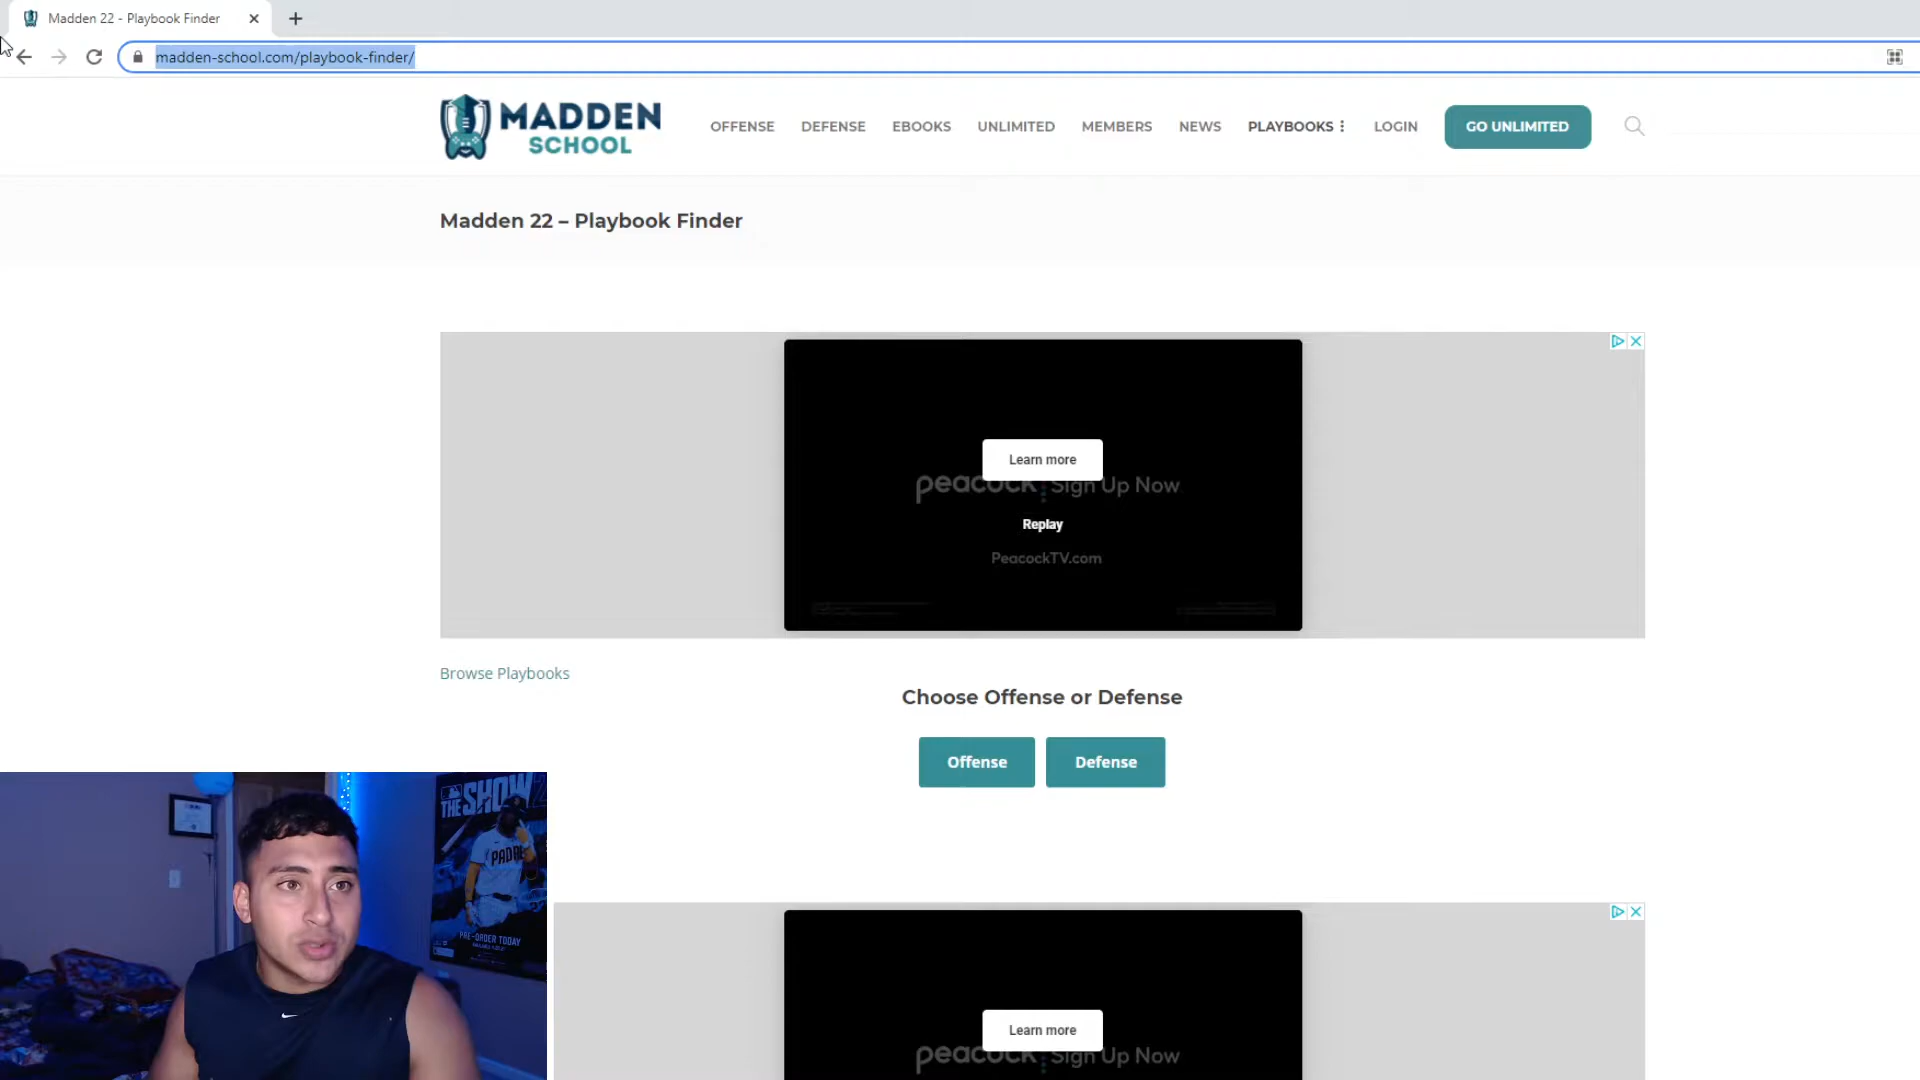 Madden 22 - Playbook Finder
madden-school.com/playbook-finder/
MADDEN
SCHOOL
OFFENSE
DEFENSE
EBOOKS
UNLIMITED
MEMBERS
NEWS
PLAYBOOKS
LOGIN
GO UNLIMITED
Madden 22 – Playbook Finder
Learn more
peacock Sign Up Now
Replay
PeacockTV.com
Browse Playbooks
Choose Offense or Defense
Offense
Defense
THE SHOW
PADRES
PRE-ORDER TODAY
Learn more
peacock Sign Up Now